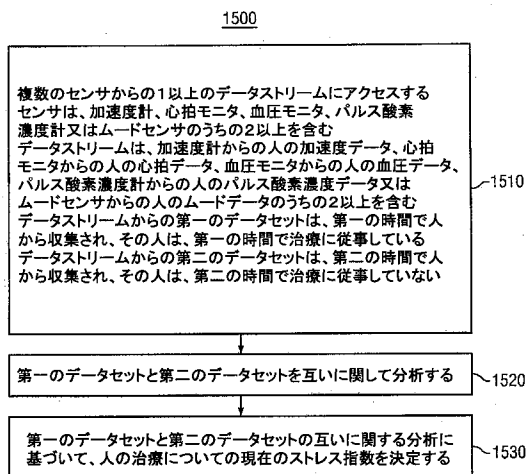 1500
複数のセンサからの1以上のデータストリームにアクセスする
センサは、加速度計、心拍モニタ、血圧モニタ、パルス酸素
濃度計又はムードセンサのうちの2以上を含む
データストリームは、加速度計からの人の加速度データ、心拍
モニタからの人の心拍データ、血圧モニタからの人の血圧データ、
パルス酸素濃度計からの人のパルス酸素濃度データ又は
ムードセンサからの人のムードデータのうちの2以上を含む
データストリームからの第一のデータセットは、第一の時間で人
から収集され、その人は、第一の時間で治療に従事している
データストリームからの第二のデータセットは、第二の時間で人
から収集され、その人は、第二の時間で治療に従事していない
1510
第一のデータセットと第二のデータセットを互いに関して分析する
1520
第一のデータセットと第二のデータセットの互いに関する分析に
基づいて、人の治療についての現在のストレス指数を決定する
1530